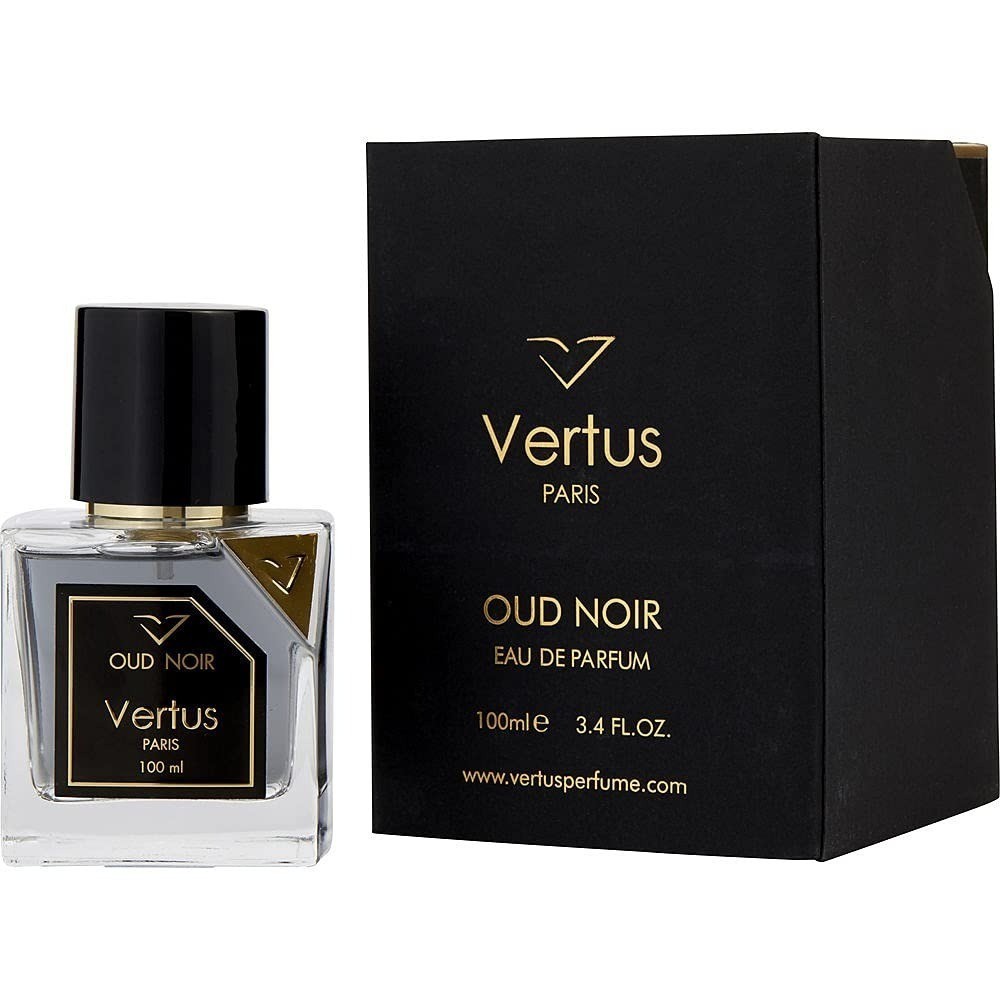 OUD NOIR
Vertus
PARIS
100 ml
Vertus
PARIS
OUD NOIR
EAU DE PARFUM
100ml℮ 3.4 FL.OZ.
www.vertusperfume.com